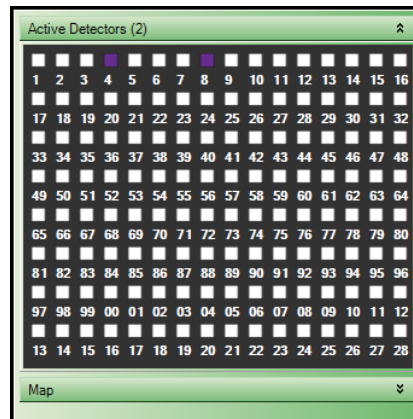 Active Detectors (2)
1 2 3 4 5 6 7 8 9 10 11 12 13 14 15 16
17 18 19 20 21 22 23 24 25 26 27 28 29 30 31 32
33 34 35 36 37 38 39 40 41 42 43 44 45 46 47 48
49 50 51 52 53 54 55 56 57 58 59 60 61 62 63 64
65 66 67 68 69 70 71 72 73 74 75 76 77 78 79 80
81 82 83 84 85 86 87 88 89 90 91 92 93 94 95 96
97 98 99 00 01 02 03 04 05 06 07 08 09 10 11 12
13 14 15 16 17 18 19 20 21 22 23 24 25 26 27 28
Map